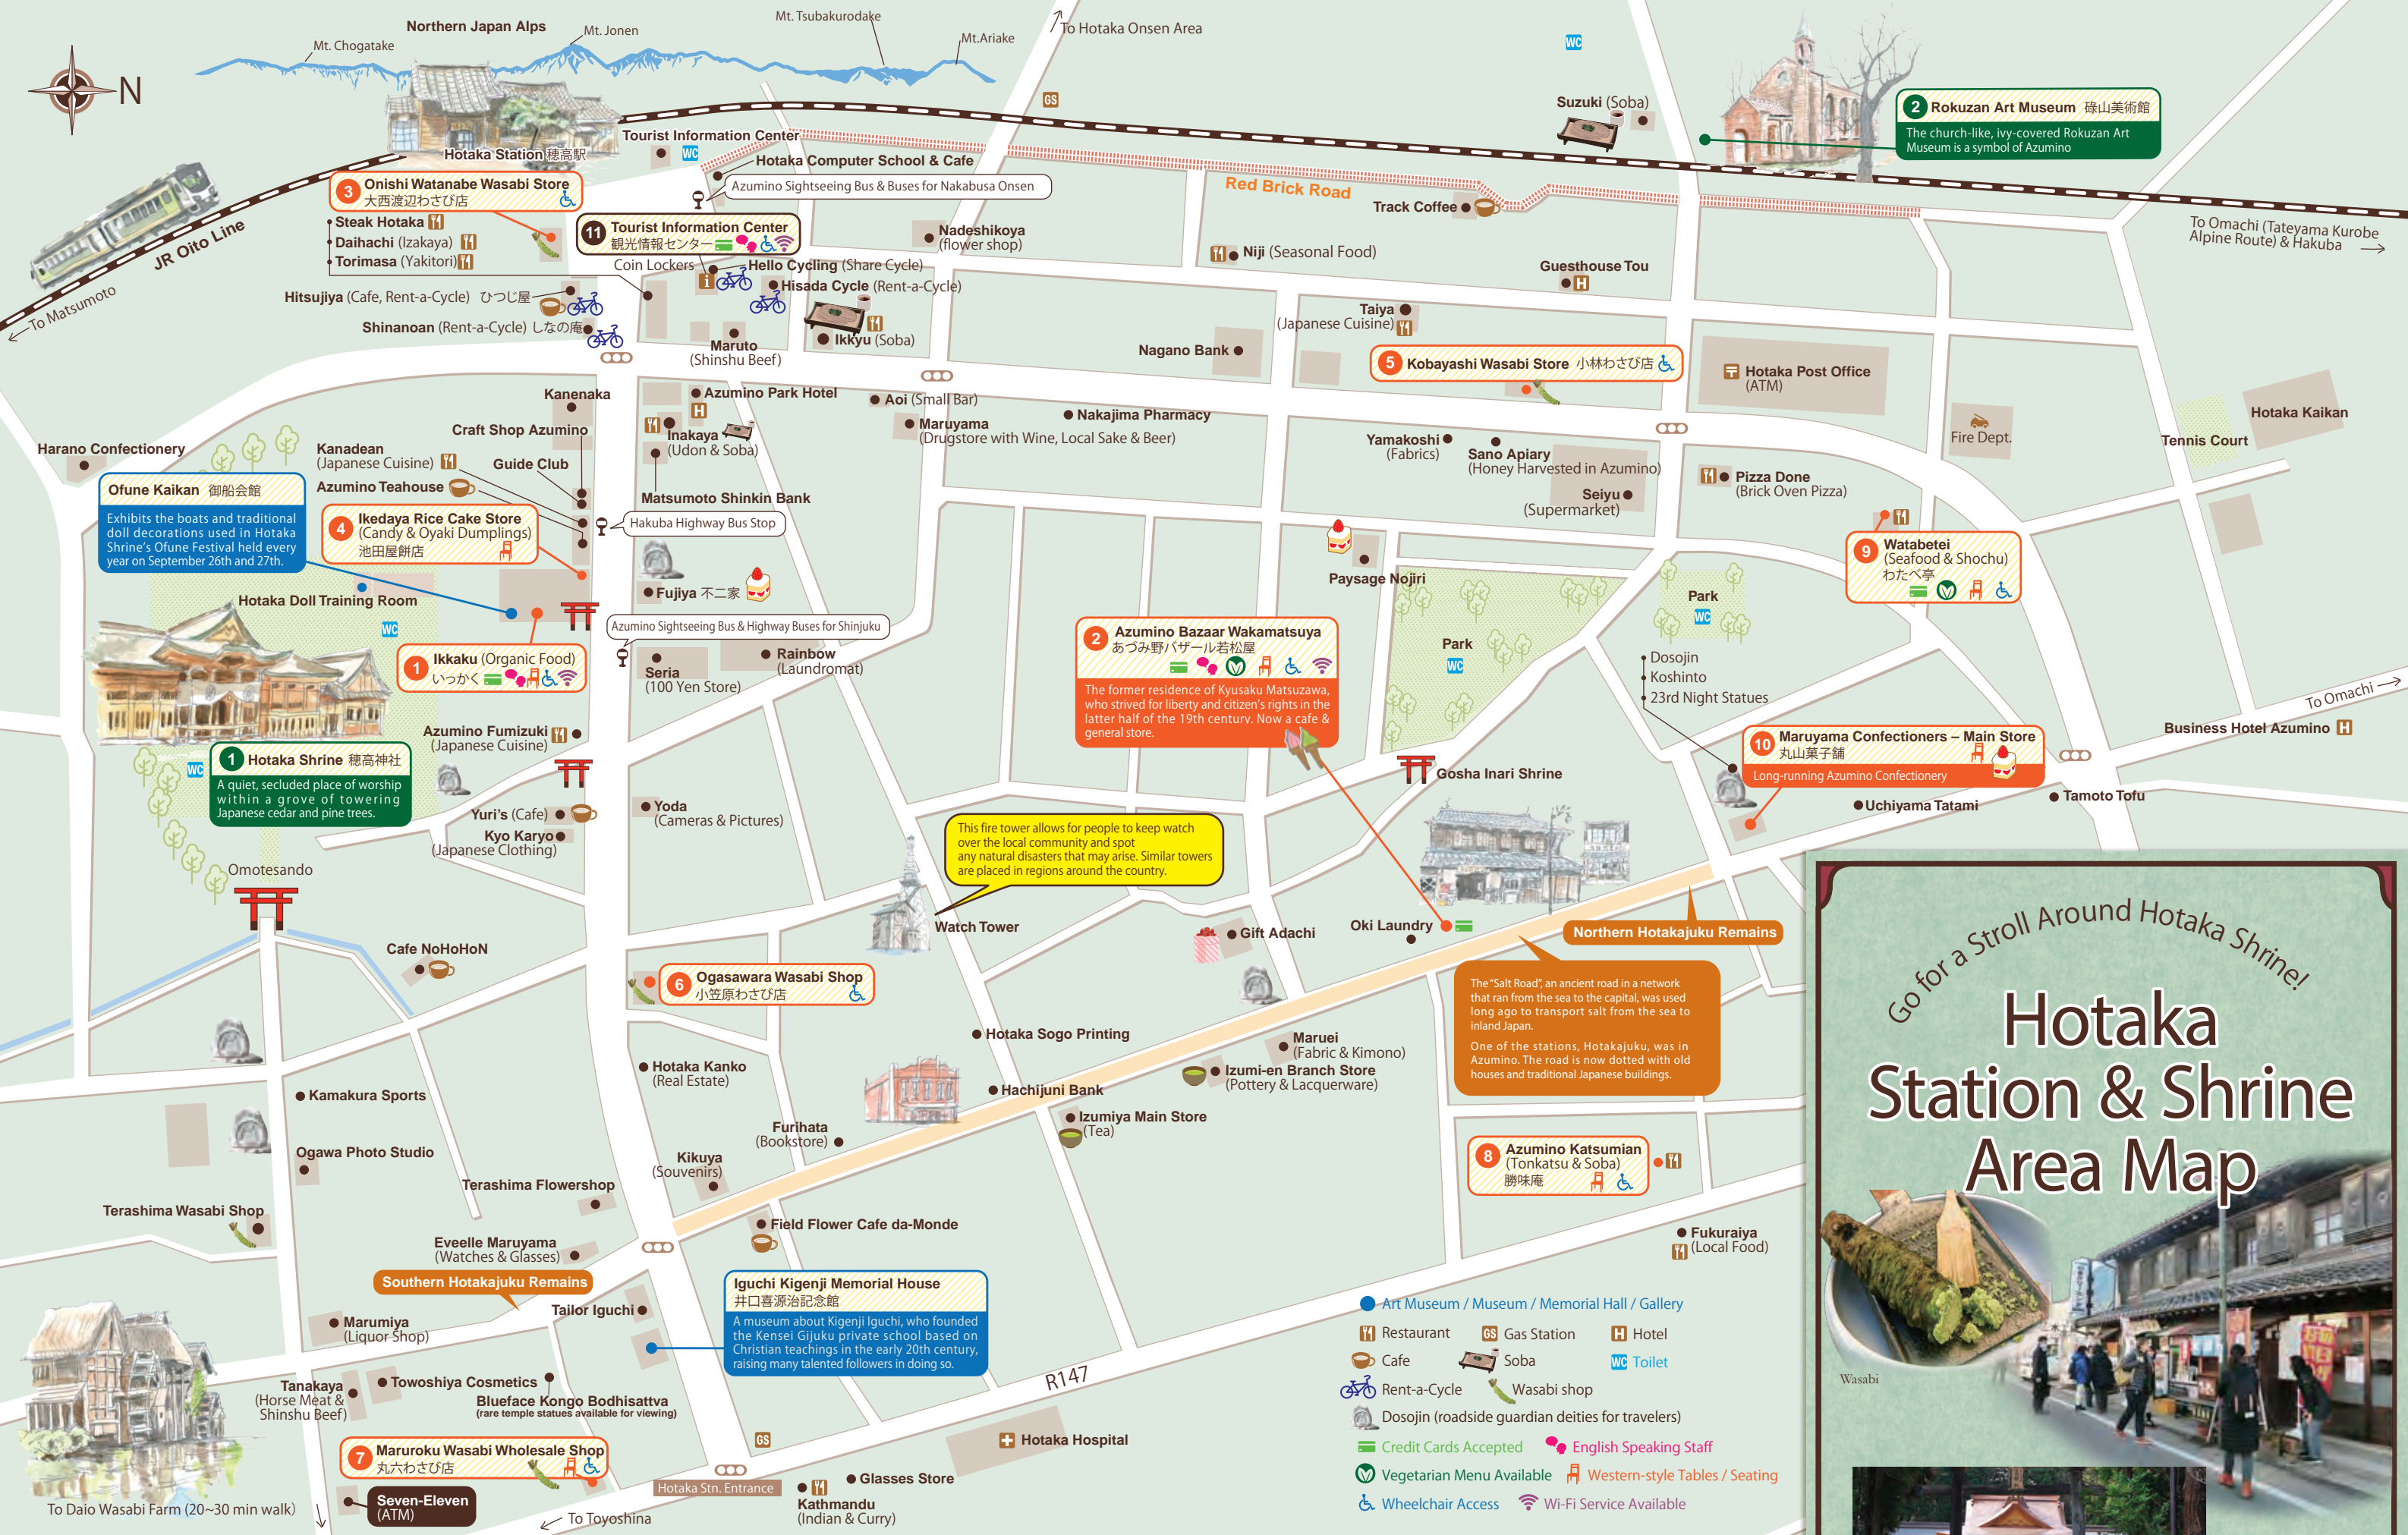 Northern Japan Alps
Mt. Chogatake
Mt. Jonen
Mt. Tsubakurodake
Mt.Ariake
To Hotaka Onsen Area
N
GS
WC
Suzuki (Soba)
2 Rokuzan Art Museum 碌山美術館
The church-like, ivy-covered Rokuzan Art
Museum is a symbol of Azumino
Tourist Information Center
WC
Hotaka Station 穂高駅
Hotaka Computer School & Cafe
Azumino Sightseeing Bus & Buses for Nakabusa Onsen
Red Brick Road
Track Coffee
To Omachi (Tateyama Kurobe
Alpine Route) & Hakuba
JR Oito Line
To Matsumoto
3 Onishi Watanabe Wasabi Store
大西渡辺わさび店
Steak Hotaka
Daihachi (Izakaya)
Torimasa (Yakitori)
11 Tourist Information Center
観光情報センター
Coin Lockers
i
Hello Cycling (Share Cycle)
Hisada Cycle (Rent-a-Cycle)
Nadeshikoya
(flower shop)
Niji (Seasonal Food)
Guesthouse Tou
H
Hitsujiya (Cafe, Rent-a-Cycle) ひつじ屋
Shinanoan (Rent-a-Cycle) しなの庵
Maruto
(Shinshu Beef)
Ikkyu (Soba)
Taiya
(Japanese Cuisine)
Nagano Bank
5 Kobayashi Wasabi Store 小林わさび店
Hotaka Post Office
(ATM)
Fire Dept.
Tennis Court
Hotaka Kaikan
Kanenaka
Azumino Park Hotel
H
Aoi (Small Bar)
Maruyama
(Drugstore with Wine, Local Sake & Beer)
Nakajima Pharmacy
Yamakoshi
(Fabrics)
Sano Apiary
(Honey Harvested in Azumino)
Seiyu
(Supermarket)
Pizza Done
(Brick Oven Pizza)
Harano Confectionery
Craft Shop Azumino
Kanadean
(Japanese Cuisine)
Guide Club
Azumino Teahouse
Inakaya
(Udon & Soba)
Matsumoto Shinkin Bank
Hakuba Highway Bus Stop
Ofune Kaikan 御船会館
Exhibits the boats and traditional
doll decorations used in Hotaka
Shrine's Ofune Festival held every
year on September 26th and 27th.
4 Ikedaya Rice Cake Store
(Candy & Oyaki Dumplings)
池田屋餅店
Hotaka Doll Training Room
WC
Fujiya 不二家
Azumino Sightseeing Bus & Highway Buses for Shinjuku
Paysage Nojiri
9 Watabetei
(Seafood & Shochu)
わたべ亭
Park
WC
Park
WC
1 Ikkaku (Organic Food)
いっかく
Seria
(100 Yen Store)
Rainbow
(Laundromat)
2 Azumino Bazaar Wakamatsuya
あづみ野バザール若松屋
The former residence of Kyusaku Matsuzawa,
who strived for liberty and citizen's rights in the
latter half of the 19th century. Now a cafe &
general store.
Dosojin
Koshinto
23rd Night Statues
To Omachi
Business Hotel Azumino H
10 Maruyama Confectioners – Main Store
丸山菓子舗
Long-running Azumino Confectionery
Uchiyama Tatami
Tamoto Tofu
Azumino Fumizuki
(Japanese Cuisine)
WC
1 Hotaka Shrine 穂高神社
A quiet, secluded place of worship
within a grove of towering
Japanese cedar and pine trees.
Yuri's (Cafe)
Kyo Karyo
(Japanese Clothing)
Yoda
(Cameras & Pictures)
Gosha Inari Shrine
This fire tower allows for people to keep watch
over the local community and spot
any natural disasters that may arise. Similar towers
are placed in regions around the country.
Watch Tower
Omotesando
Cafe NoHoHoN
6 Ogasawara Wasabi Shop
小笠原わさび店
Gift Adachi
Oki Laundry
Northern Hotakajuku Remains
The "Salt Road", an ancient road in a network
that ran from the sea to the capital, was used
long ago to transport salt from the sea to
inland Japan.
One of the stations, Hotakajuku, was in
Azumino. The road is now dotted with old
houses and traditional Japanese buildings.
Hotaka Sogo Printing
Maruei
(Fabric & Kimono)
Izumi-en Branch Store
(Pottery & Lacquerware)
Hotaka Kanko
(Real Estate)
Hachijuni Bank
Izumiya Main Store
(Tea)
Kamakura Sports
Ogawa Photo Studio
Furihata
(Bookstore)
Kikuya
(Souvenirs)
Terashima Flowershop
Terashima Wasabi Shop
Eveelle Maruyama
(Watches & Glasses)
Field Flower Cafe da-Monde
8 Azumino Katsumian
(Tonkatsu & Soba)
勝味庵
Fukuraiya
(Local Food)
Southern Hotakajuku Remains
Tailor Iguchi
Iguchi Kigenji Memorial House
井口喜源治記念館
A museum about Kigenji Iguchi, who founded
the Kensei Gijuku private school based on
Christian teachings in the early 20th century,
raising many talented followers in doing so.
Marumiya
(Liquor Shop)
Tanakaya
(Horse Meat &
Shinshu Beef)
Towoshiya Cosmetics
Blueface Kongo Bodhisattva
(rare temple statues available for viewing)
7 Maruroku Wasabi Wholesale Shop
丸六わさび店
Seven-Eleven
(ATM)
To Daio Wasabi Farm (20~30 min walk)
R147
GS
Hotaka Hospital
Glasses Store
Hotaka Stn. Entrance
Kathmandu
(Indian & Curry)
To Toyoshina
Art Museum / Museum / Memorial Hall / Gallery
Restaurant
GS Gas Station
H Hotel
Cafe
Soba
WC Toilet
Rent-a-Cycle
Wasabi shop
Dosojin (roadside guardian deities for travelers)
Credit Cards Accepted
English Speaking Staff
Vegetarian Menu Available
Western-style Tables / Seating
Wheelchair Access
Wi-Fi Service Available
Go for a Stroll Around Hotaka Shrine!
Hotaka
Station & Shrine
Area Map
Wasabi